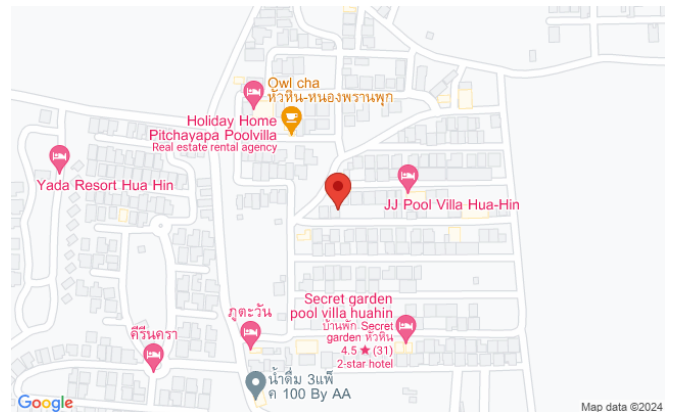 Owl cha
หัวหิน-หนองพรานพุก
Holiday Home
Pitchayapa Poolvilla
Real estate rental agency
Yada Resort Hua Hin
JJ Pool Villa Hua-Hin
Secret garden
pool villa huahin
บ้านพัก Secret
garden หัวหิน
4.5 ★ (31)
2-star hotel
ภูตะวัน
คีรีนครา
น้ำดื่ม 3แพ็
ค 100 By AA
Google
Map data ©2024